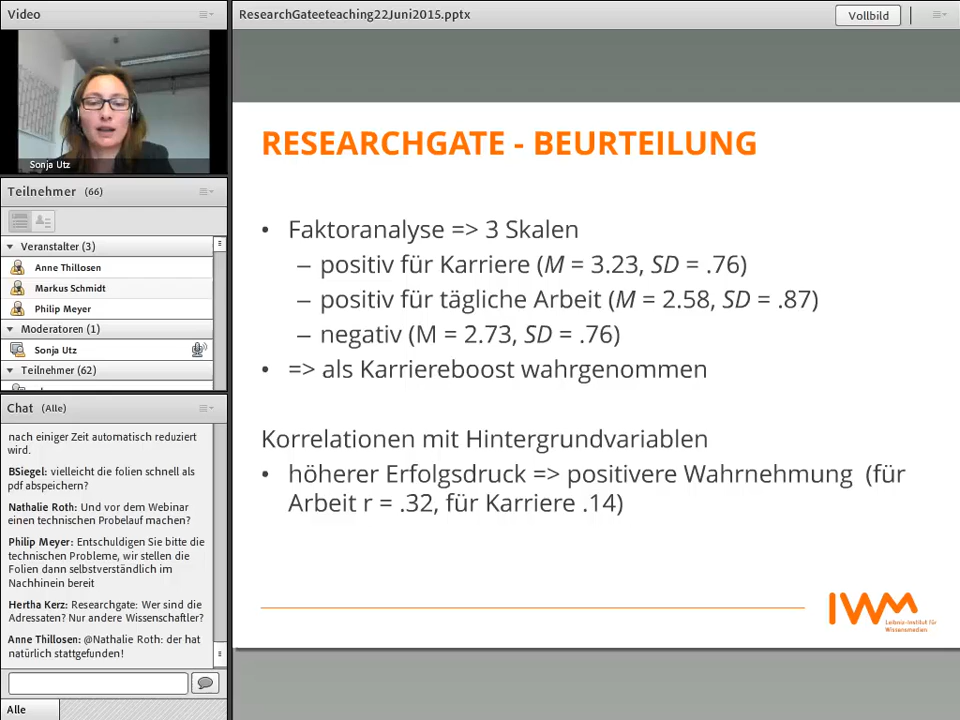 Video
Sonja Utz
Teilnehmer (66)
Veranstalter (3)
Anne Thillosen
Markus Schmidt
Philip Meyer
Moderatoren (1)
Sonja Utz
Teilnehmer (62)
Chat (Alle)
nach einiger Zeit automatisch reduziert
wird.
BSiegel: vielleicht die folien schnell als
pdf abspeichern?
Nathalie Roth: Und vor dem Webinar
einen technischen Probelauf machen?
Philip Meyer: Entschuldigen Sie bitte die
technischen Probleme, wir stellen die
Folien dann selbstverständlich im
Nachhinein bereit
Hertha Kerz: Researchgate: Wer sind die
Adressaten? Nur andere Wissenschaftler?
Anne Thillosen: @Nathalie Roth: der hat
natürlich stattgefunden!
Alle
ResearchGateeteaching22Juni2015.pptx
Vollbild
RESEARCHGATE - BEURTEILUNG
• Faktoranalyse => 3 Skalen
– positiv für Karriere (M = 3.23, SD = .76)
– positiv für tägliche Arbeit (M = 2.58, SD = .87)
– negativ (M = 2.73, SD = .76)
• => als Karriereboost wahrgenommen
Korrelationen mit Hintergrundvariablen
• höherer Erfolgsdruck => positivere Wahrnehmung (für
Arbeit r = .32, für Karriere .14)
IWM
Leibniz-Institut für
Wissensmedien